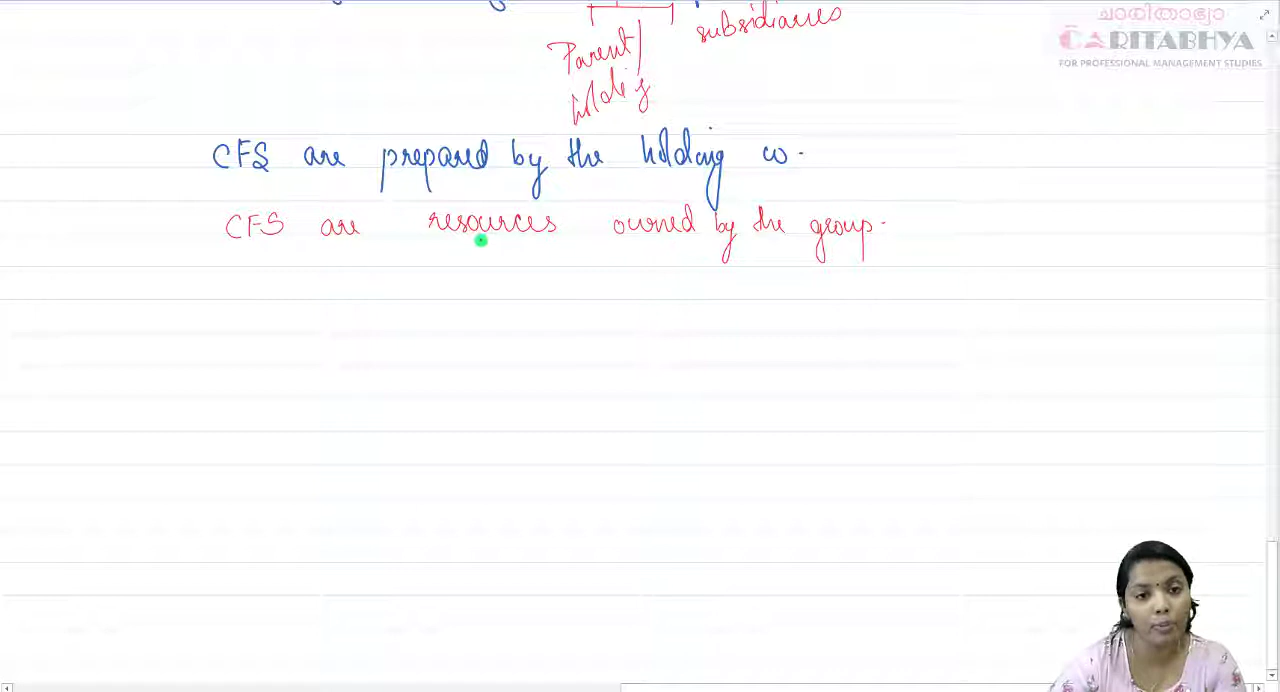 subsidiaries
Parent/
holdig
ചാരിതാഭ്യാ
CARITABHYA
FOR PROFESSIONAL MANAGEMENT STUDIES
CFS are prepared by the holding co.
CFS are resources owned by the group.